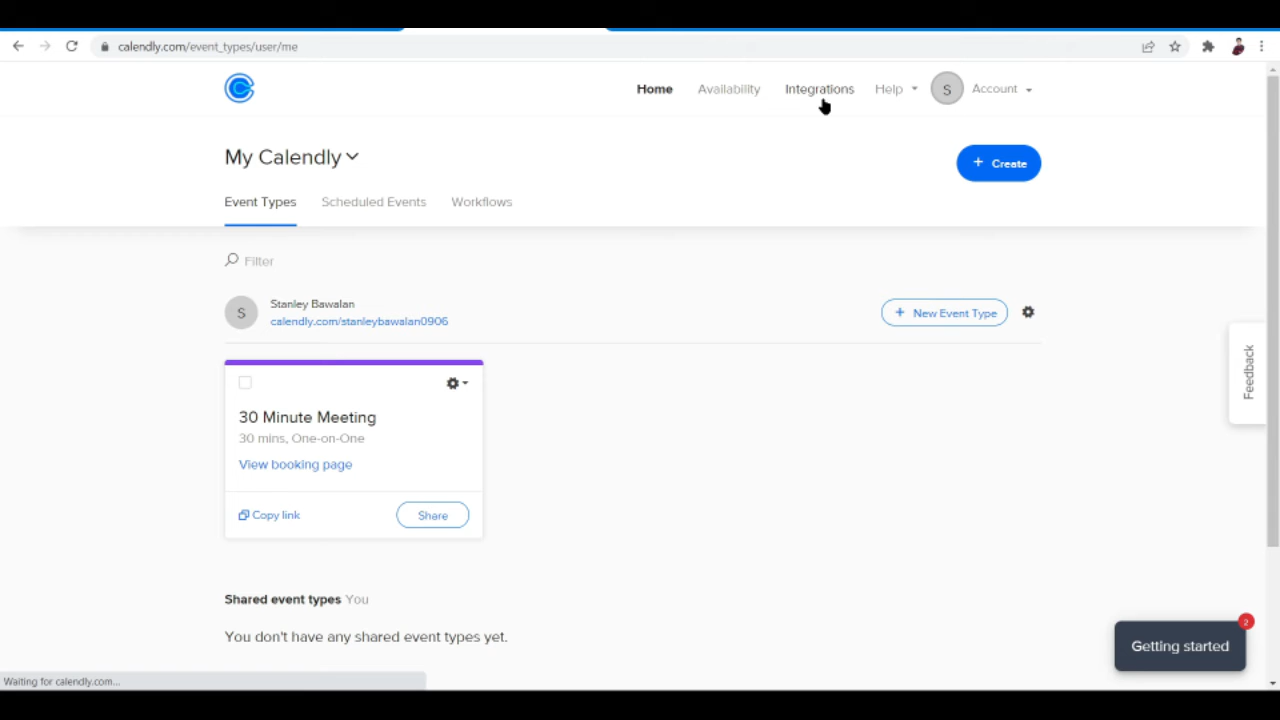 calendly.com/event_types/user/me
Home Availability Integrations Help S Account
My Calendly
+ Create
Event Types Scheduled Events Workflows
Filter
S Stanley Bawalan
calendly.com/stanleybawalan0906
+ New Event Type
Feedback
30 Minute Meeting
30 mins, One-on-One
View booking page
Copy link Share
Shared event types You
You don't have any shared event types yet.
2
Getting started
Waiting for calendly.com...